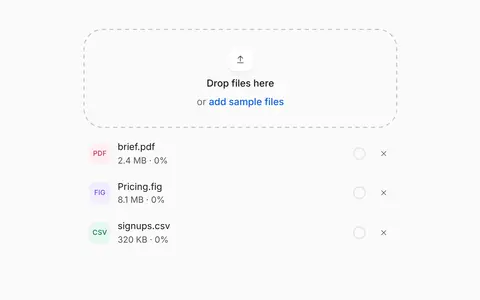 Drop files here
or add sample files
PDF
brief.pdf
2.4 MB · 0%
FIG
Pricing.fig
8.1 MB · 0%
CSV
signups.csv
320 KB · 0%